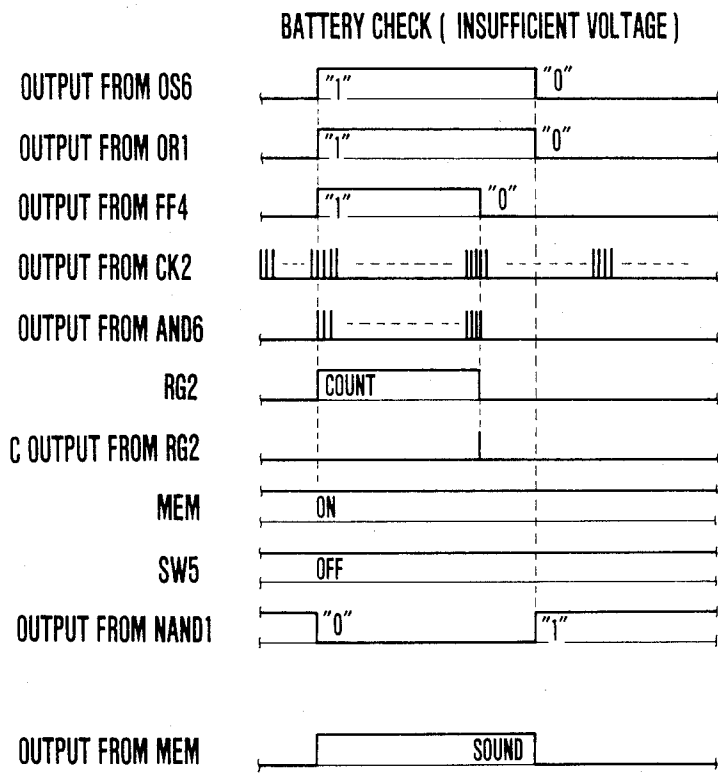 BATTERY CHECK ( INSUFFICIENT VOLTAGE )
OUTPUT FROM OS6 "1" "0"
OUTPUT FROM OR1 "1" "0"
OUTPUT FROM FF4 "1" "0"
OUTPUT FROM CK2
OUTPUT FROM AND6
RG2 COUNT
C OUTPUT FROM RG2
MEM ON
SW5 OFF
OUTPUT FROM NAND1 "0" "1"
OUTPUT FROM MEM SOUND